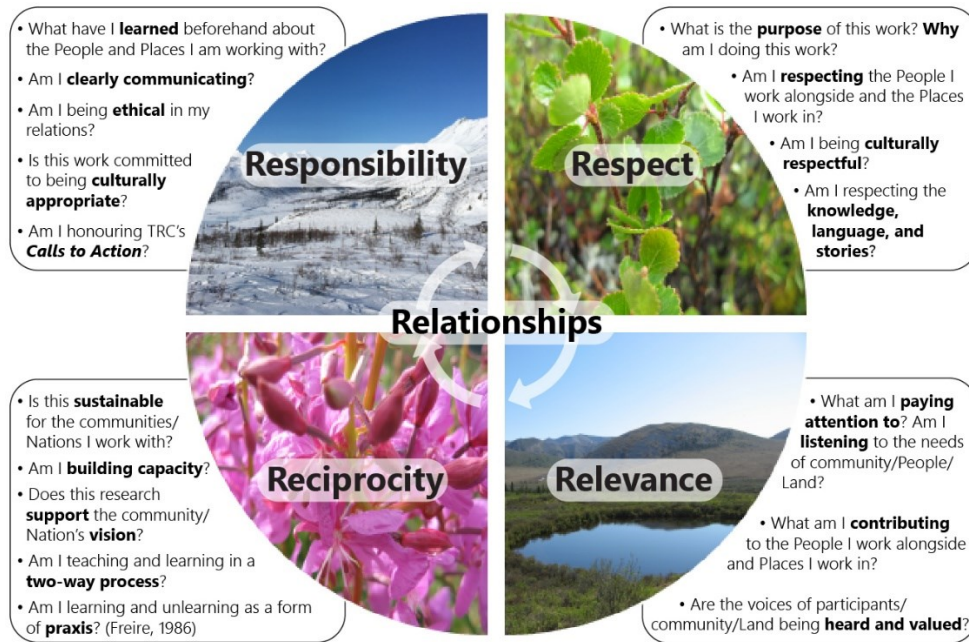 • What have I learned beforehand about
the People and Places I am working with?
• Am I clearly communicating?
• Am I being ethical in my
relations?
• Is this work committed
to being culturally
appropriate?
• Am I honouring TRC's
Calls to Action?
Responsibility
• What is the purpose of this work? Why
am I doing this work?
• Am I respecting the People I
work alongside and the Places
I work in?
• Am I being culturally
respectful?
• Am I respecting the
knowledge,
language, and
stories?
Respect
Relationships
• Is this sustainable
for the communities/
Nations I work with?
• Am I building capacity?
• Does this research
support the community/
Nation's vision?
• Am I teaching and learning in a
two-way process?
• Am I learning and unlearning as a form
of praxis? (Freire, 1986)
Reciprocity
Relevance
• What am I paying
attention to? Am I
listening to the needs
of community/People/
Land?
• What am I contributing
to the People I work alongside
and Places I work in?
• Are the voices of participants/
community/Land being heard and valued?